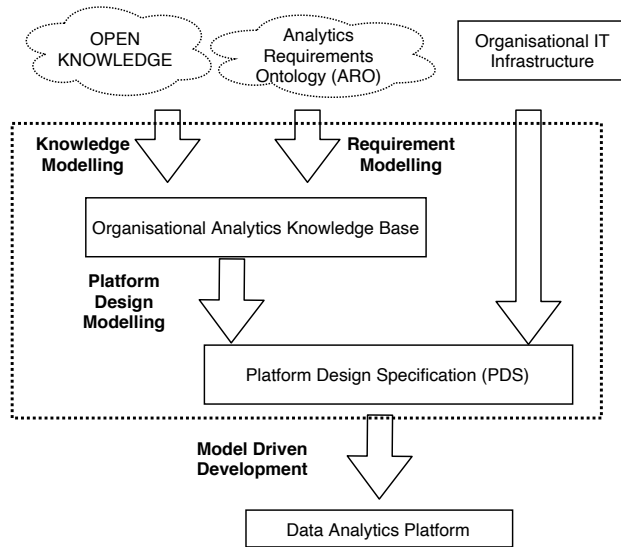 OPEN
KNOWLEDGE
Analytics
Requirements
Ontology (ARO)
Organisational IT
Infrastructure
Knowledge
Modelling
Requirement
Modelling
Organisational Analytics Knowledge Base
Platform
Design
Modelling
Platform Design Specification (PDS)
Model Driven
Development
Data Analytics Platform